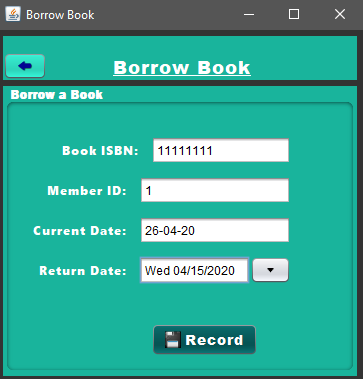 Borrow Book
Borrow Book
Borrow a Book
Book ISBN: 11111111
Member ID: 1
Current Date: 26-04-20
Return Date: Wed 04/15/2020
Record